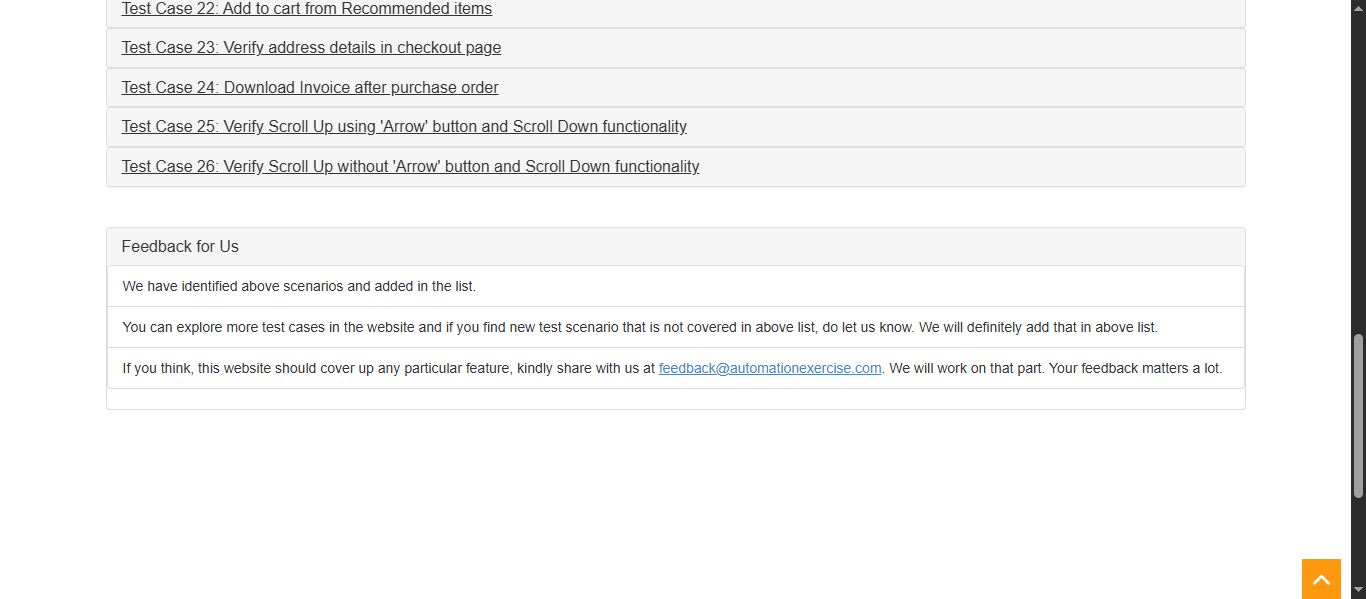 Test Case 22: Add to cart from Recommended items
Test Case 23: Verify address details in checkout page
Test Case 24: Download Invoice after purchase order
Test Case 25: Verify Scroll Up using 'Arrow' button and Scroll Down functionality
Test Case 26: Verify Scroll Up without 'Arrow' button and Scroll Down functionality
Feedback for Us
We have identified above scenarios and added in the list.
You can explore more test cases in the website and if you find new test scenario that is not covered in above list, do let us know. We will definitely add that in above list.
If you think, this website should cover up any particular feature, kindly share with us at feedback@automationexercise.com. We will work on that part. Your feedback matters a lot.